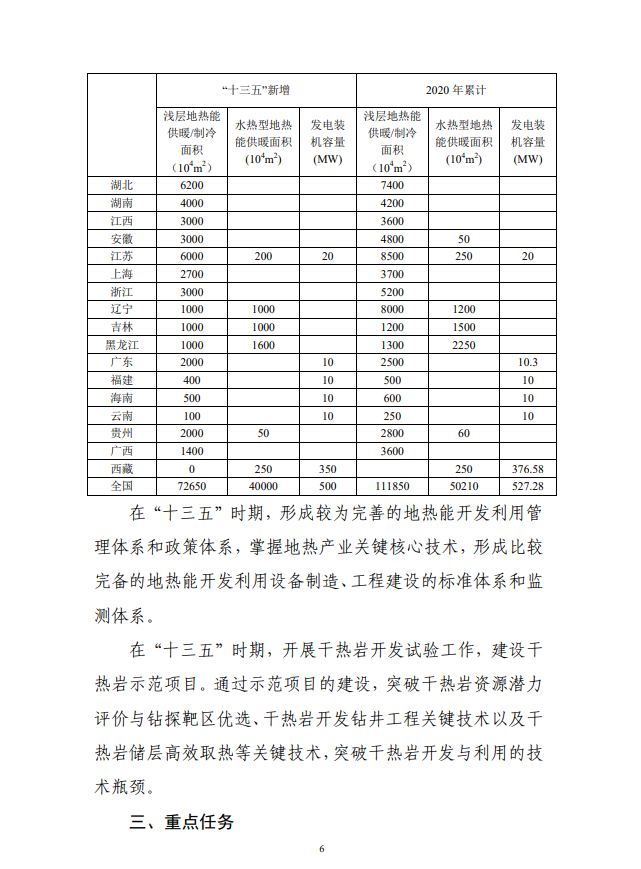 “十三五”新增 2020 年累计
浅层地热能供暖/制冷面积（10⁴m²） 水热型地热能供暖面积(10⁴m²) 发电装机容量(MW) 浅层地热能供暖/制冷面积（10⁴m²） 水热型地热能供暖面积(10⁴m²) 发电装机容量(MW)
湖北 6200 7400
湖南 4000 4200
江西 3000 3600
安徽 3000 4800 50
江苏 6000 200 20 8500 250 20
上海 2700 3700
浙江 3000 5200
辽宁 1000 1000 8000 1200
吉林 1000 1000 1200 1500
黑龙江 1000 1600 1300 2250
广东 2000 10 2500 10.3
福建 400 10 500 10
海南 500 10 600 10
云南 100 10 250 10
贵州 2000 50 2800 60
广西 1400 3600
西藏 0 250 350 250 376.58
全国 72650 40000 500 111850 50210 527.28
在“十三五”时期，形成较为完善的地热能开发利用管
理体系和政策体系，掌握地热产业关键核心技术，形成比较
完备的地热能开发利用设备制造、工程建设的标准体系和监
测体系。
在“十三五”时期，开展干热岩开发试验工作，建设干
热岩示范项目。通过示范项目的建设，突破干热岩资源潜力
评价与钻探靶区优选、干热岩开发钻井工程关键技术以及干
热岩储层高效取热等关键技术，突破干热岩开发与利用的技
术瓶颈。
三、重点任务
6